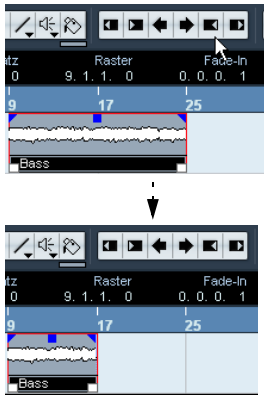 atz Raster Fade-In
0 9. 1. 1. 0 0. 0. 0. 1
9 17 25
Bass
tz Raster Fade-In
0 9. 1. 1. 0 0. 0. 0. 1
9 17 25
Bass